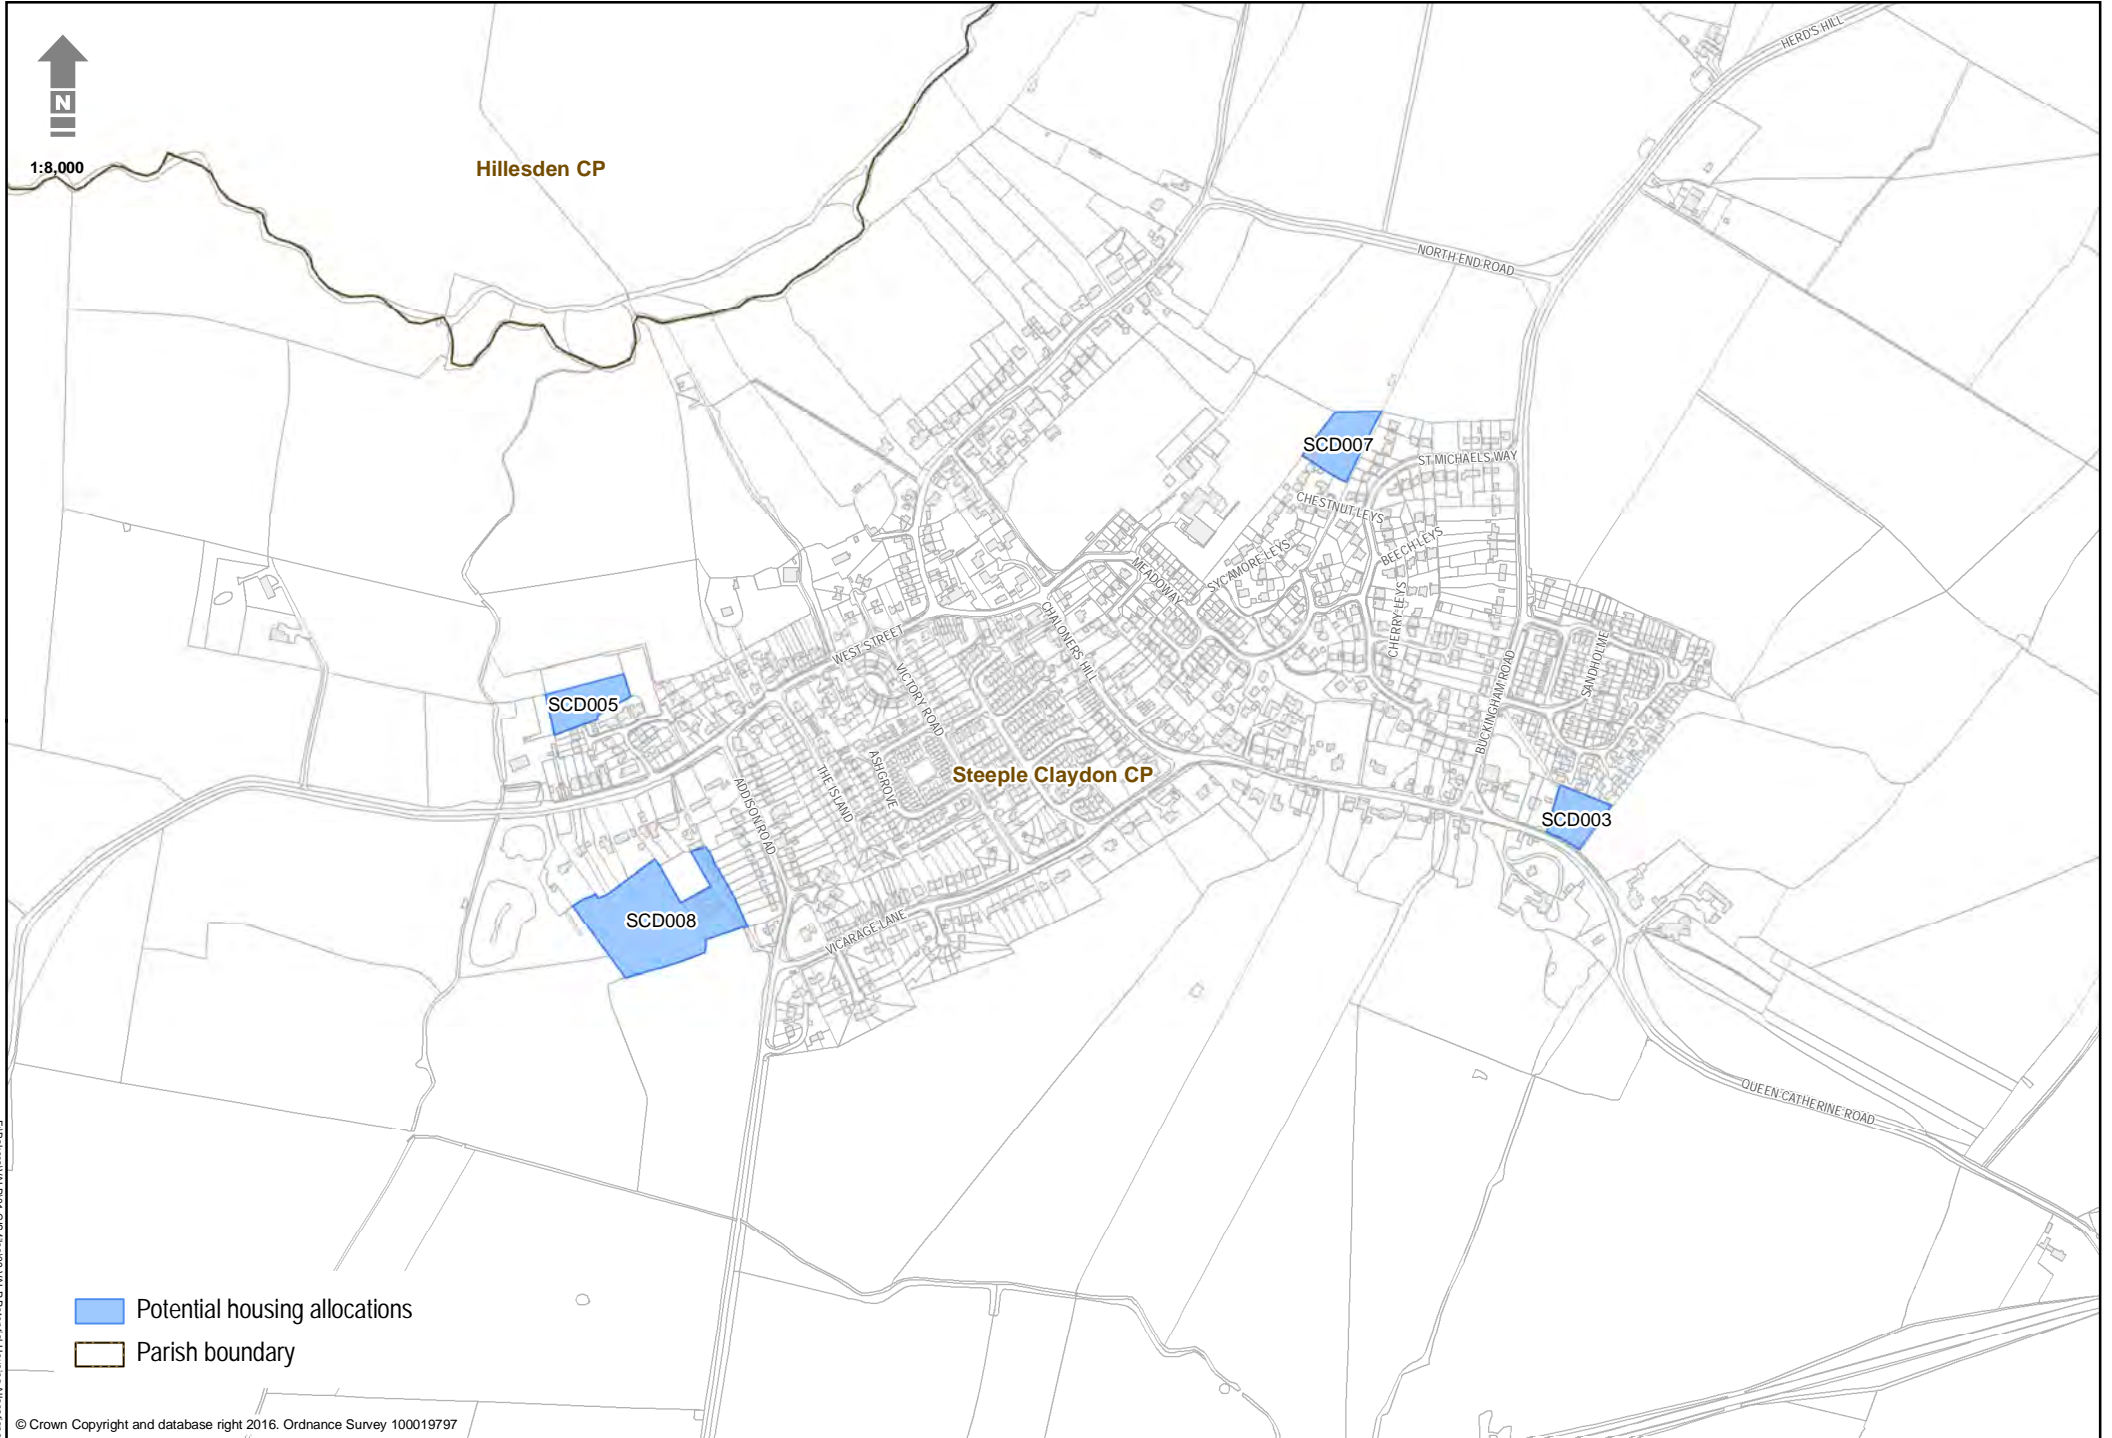 N
1:8,000
Hillesden CP
HERD'S HILL
NORTH END ROAD
SCD007
ST MICHAELS WAY
CHESTNUT LEYS
BEECH LEYS
SYCAMORE LEYS
MEADOWAY
CHERRY LEYS
CHALONERS HILL
WEST STREET
VICTORY ROAD
SANDHOLME
BUCKINGHAM ROAD
SCD005
ASHGROVE
THE ISLAND
ADDISON ROAD
Steeple Claydon CP
SCD003
SCD008
VICARAGE LANE
QUEEN CATHERINE ROAD
Potential housing allocations
Parish boundary
© Crown Copyright and database right 2016. Ordnance Survey 100019797